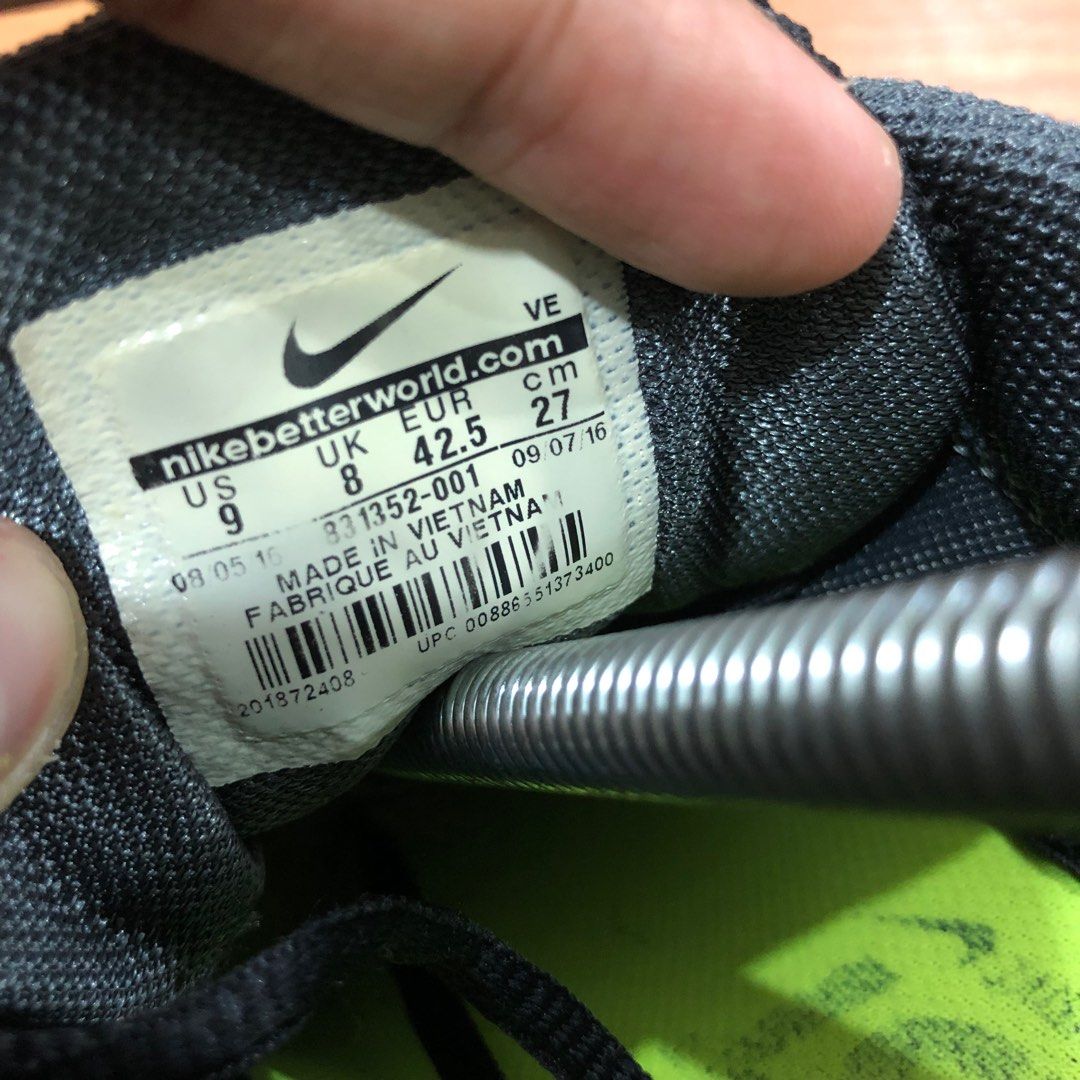 VE
nikebetterworld.com
US UK EUR cm
9 8 42.5 27
831352-001
08/05/16 09/07/16
MADE IN VIETNAM
FABRIQUE AU VIETNAM
UPC 00886551373400
201872408